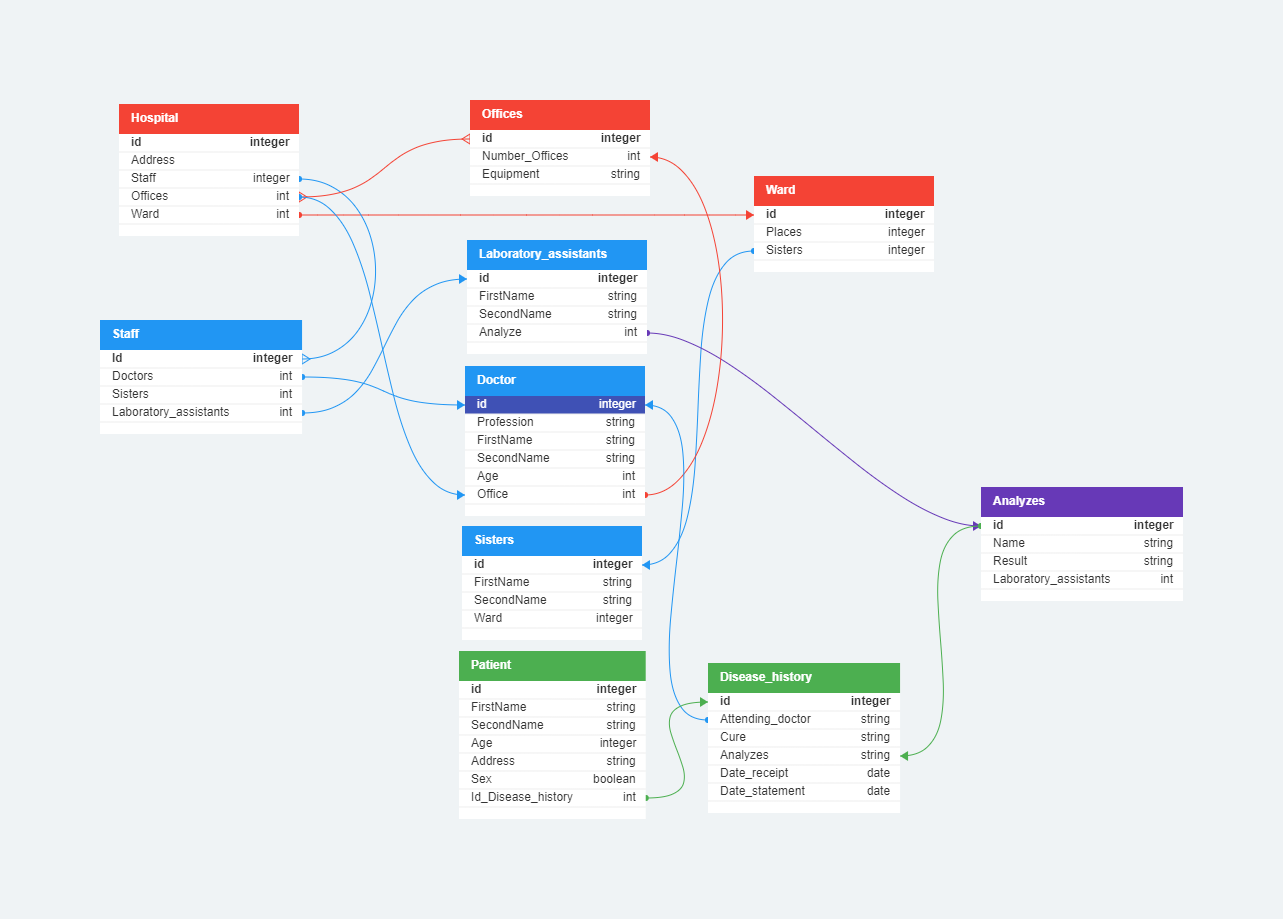 Hospital
id integer
Address
Staff integer
Offices int
Ward int
Offices
id integer
Number_Offices int
Equipment string
Ward
id integer
Places integer
Sisters integer
Laboratory_assistants
id integer
FirstName string
SecondName string
Analyze int
Staff
Id integer
Doctors int
Sisters int
Laboratory_assistants int
Doctor
id integer
Profession string
FirstName string
SecondName string
Age int
Office int
Analyzes
id integer
Name string
Result string
Laboratory_assistants int
Sisters
id integer
FirstName string
SecondName string
Ward integer
Patient
id integer
FirstName string
SecondName string
Age integer
Address string
Sex boolean
Id_Disease_history int
Disease_history
id integer
Attending_doctor string
Cure string
Analyzes string
Date_receipt date
Date_statement date